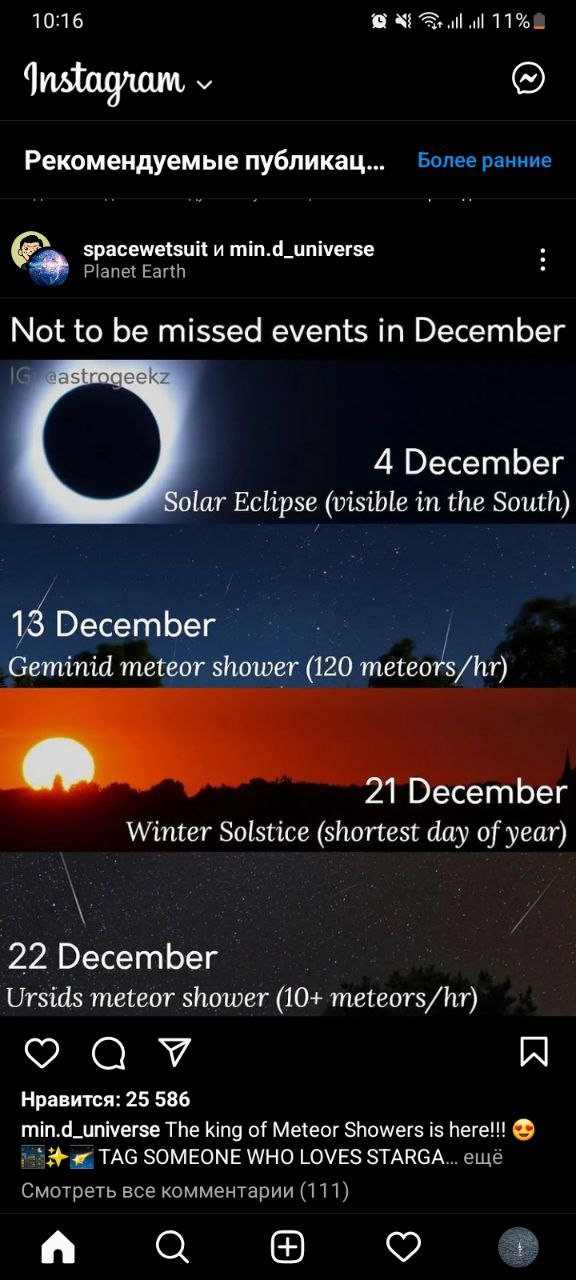 10:16
11%
Instagram
Рекомендуемые публикац...
Более ранние
spacewetsuit и min.d_universe
Planet Earth
Not to be missed events in December
IG: @astrogeekz
4 December
Solar Eclipse (visible in the South)
13 December
Geminid meteor shower (120 meteors/hr)
21 December
Winter Solstice (shortest day of year)
22 December
Ursids meteor shower (10+ meteors/hr)
Нравится: 25 586
min.d_universe The king of Meteor Showers is here!!! 😍
🌃✨🌠 TAG SOMEONE WHO LOVES STARGA... ещё
Смотреть все комментарии (111)